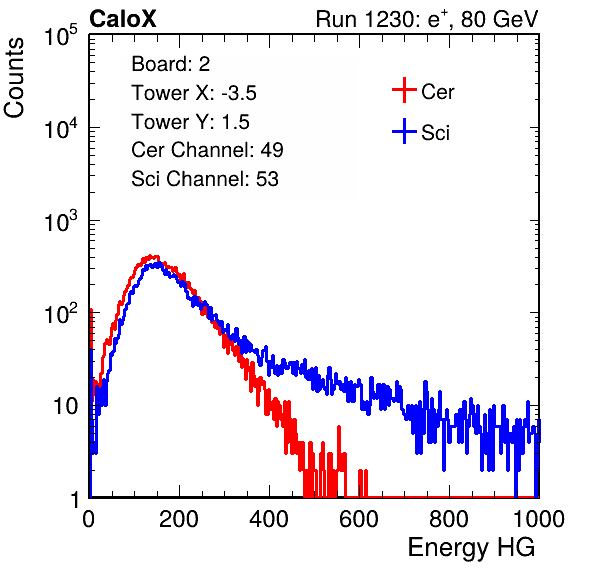 CaloX
Run 1230: e⁺, 80 GeV
Counts
10⁵
10⁴
10³
10²
10
1
Board: 2
Tower X: -3.5
Tower Y: 1.5
Cer Channel: 49
Sci Channel: 53
Cer
Sci
0 200 400 600 800 1000
Energy HG